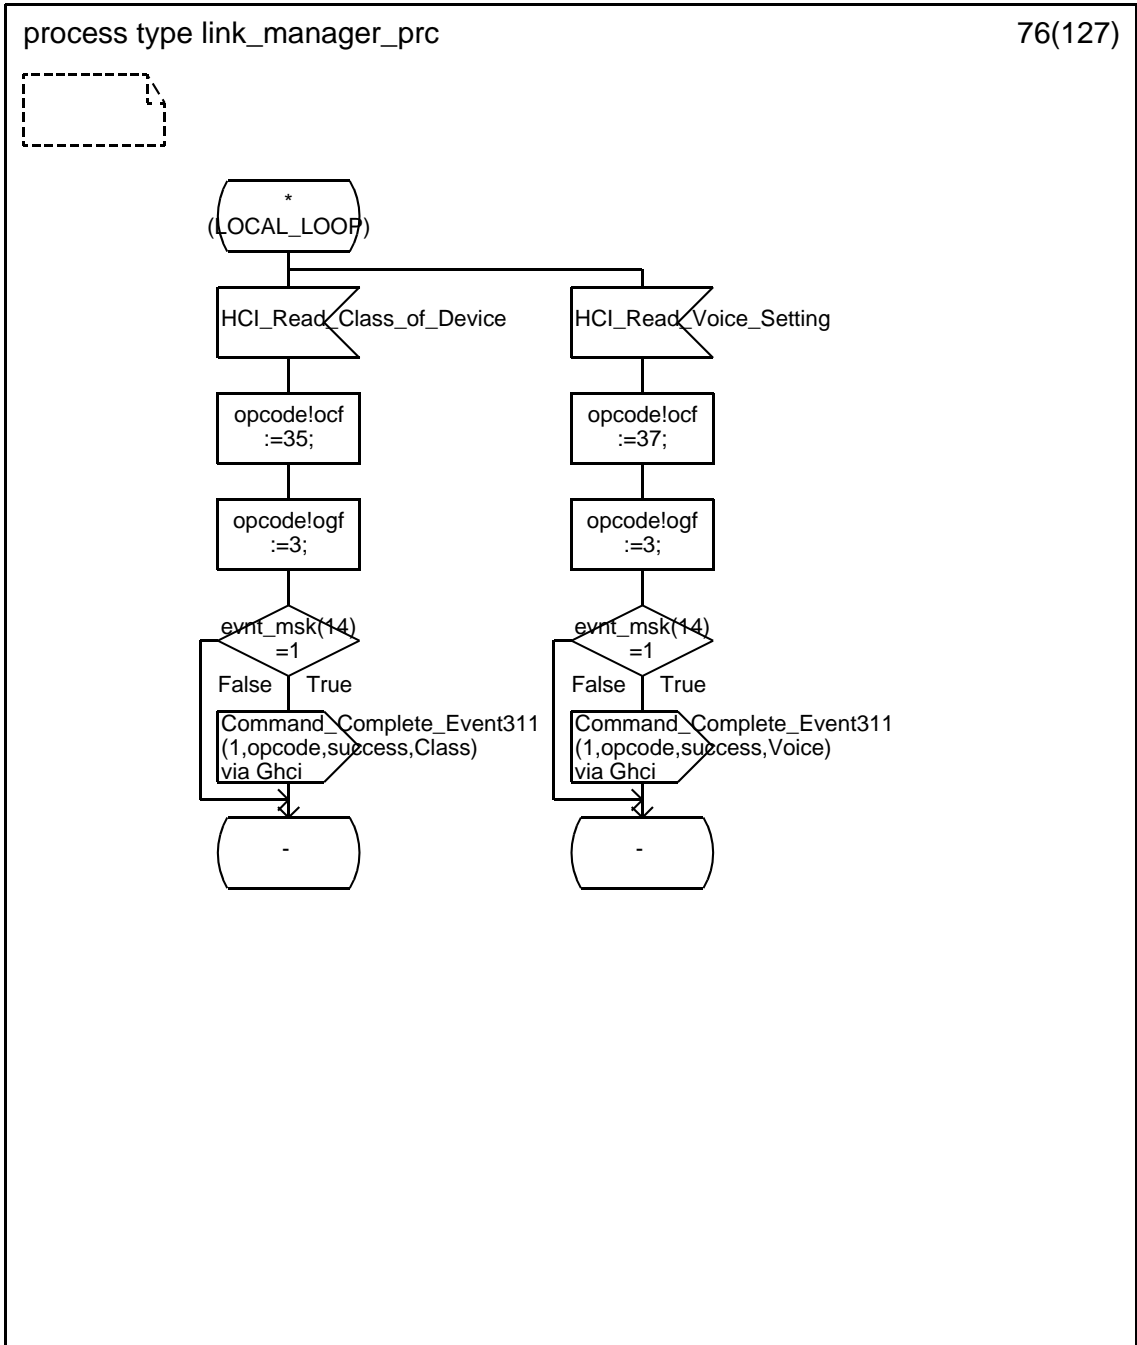 process type link_manager_prc
76(127)
*
(LOCAL_LOOP)
HCI_Read_Class_of_Device
HCI_Read_Voice_Setting
opcode!ocf
:=35;
opcode!ocf
:=37;
opcode!ogf
:=3;
opcode!ogf
:=3;
evnt_msk(14)
=1
evnt_msk(14)
=1
False
True
False
True
Command_Complete_Event311
(1,opcode,success,Class)
via Ghci
Command_Complete_Event311
(1,opcode,success,Voice)
via Ghci
-
-